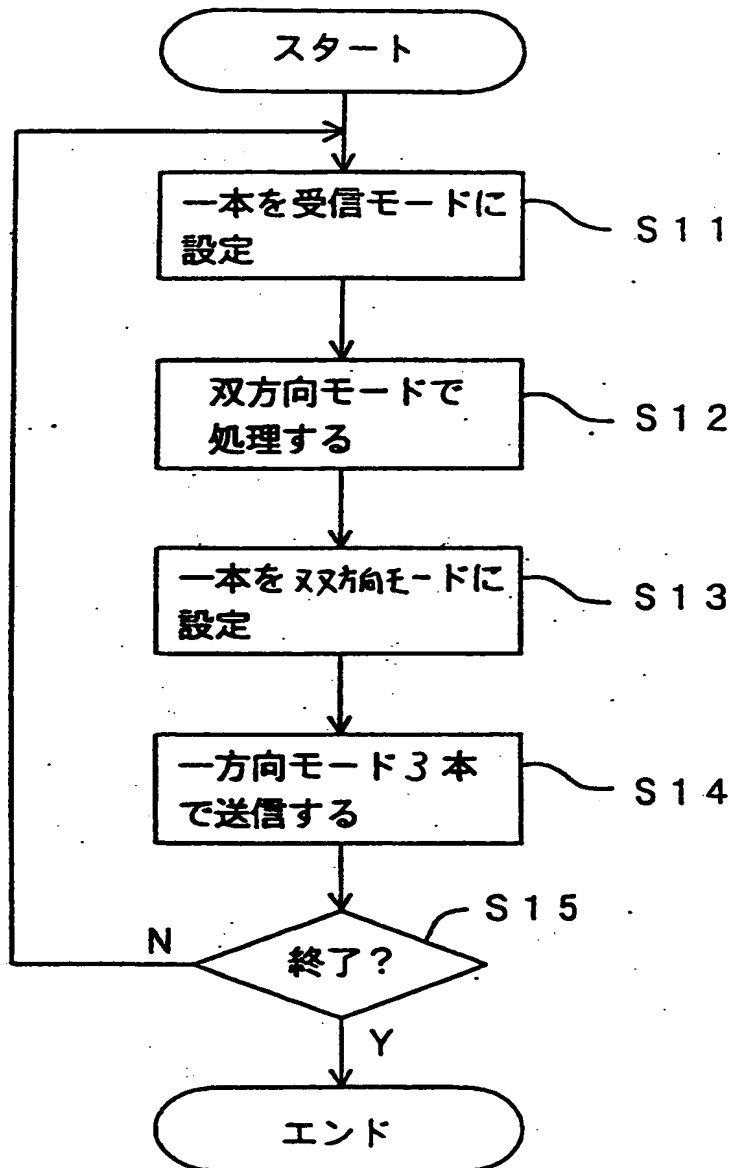 スタート
一本を受信モードに
設定
S11
双方向モードで
処理する
S12
一本を双方向モードに
設定
S13
一方向モード3本
で送信する
S14
S15
終了?
N
Y
エンド